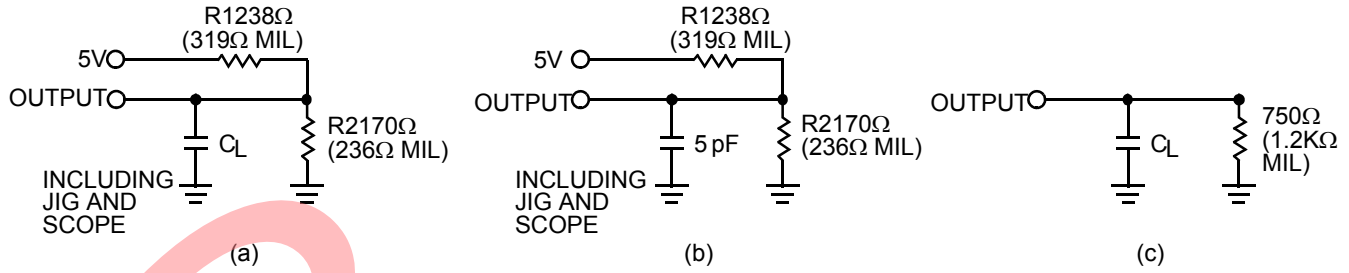 R1238Ω
(319Ω MIL)
5V
OUTPUT
CL
R2170Ω
(236Ω MIL)
INCLUDING
JIG AND
SCOPE
(a)
R1238Ω
(319Ω MIL)
5V
OUTPUT
5 pF
R2170Ω
(236Ω MIL)
INCLUDING
JIG AND
SCOPE
(b)
OUTPUT
CL
750Ω
(1.2KΩ
MIL)
(c)